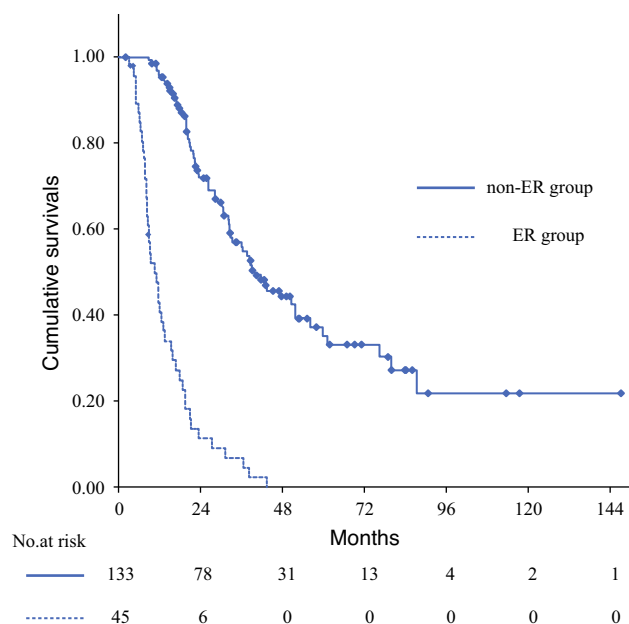 1.00
0.80
0.60
0.40
0.20
0.00
Cumulative survivals
non-ER group
ER group
0 24 48 72 96 120 144
Months
No.at risk
133 78 31 13 4 2 1
45 6 0 0 0 0 0